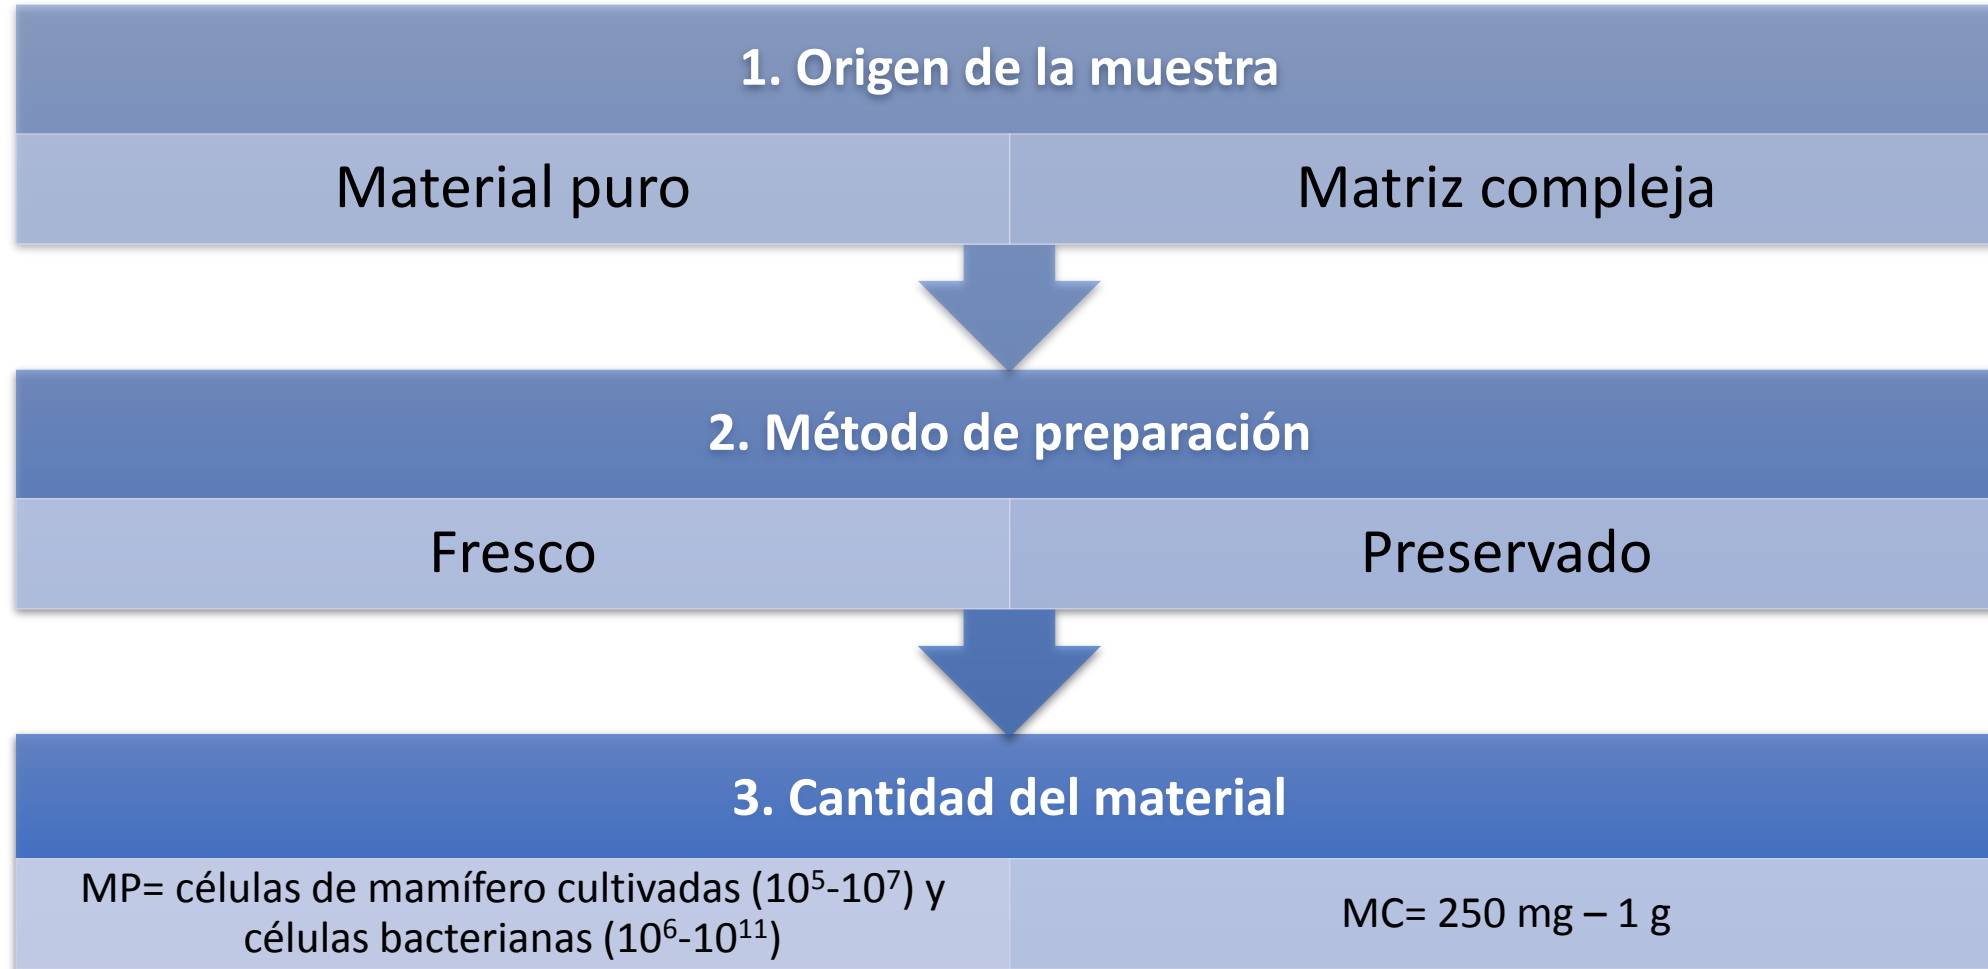 1. Origen de la muestra
Material puro
Matriz compleja
2. Método de preparación
Fresco
Preservado
3. Cantidad del material
MP= células de mamífero cultivadas (10⁵-10⁷) y
células bacterianas (10⁶-10¹¹)
MC= 250 mg – 1 g